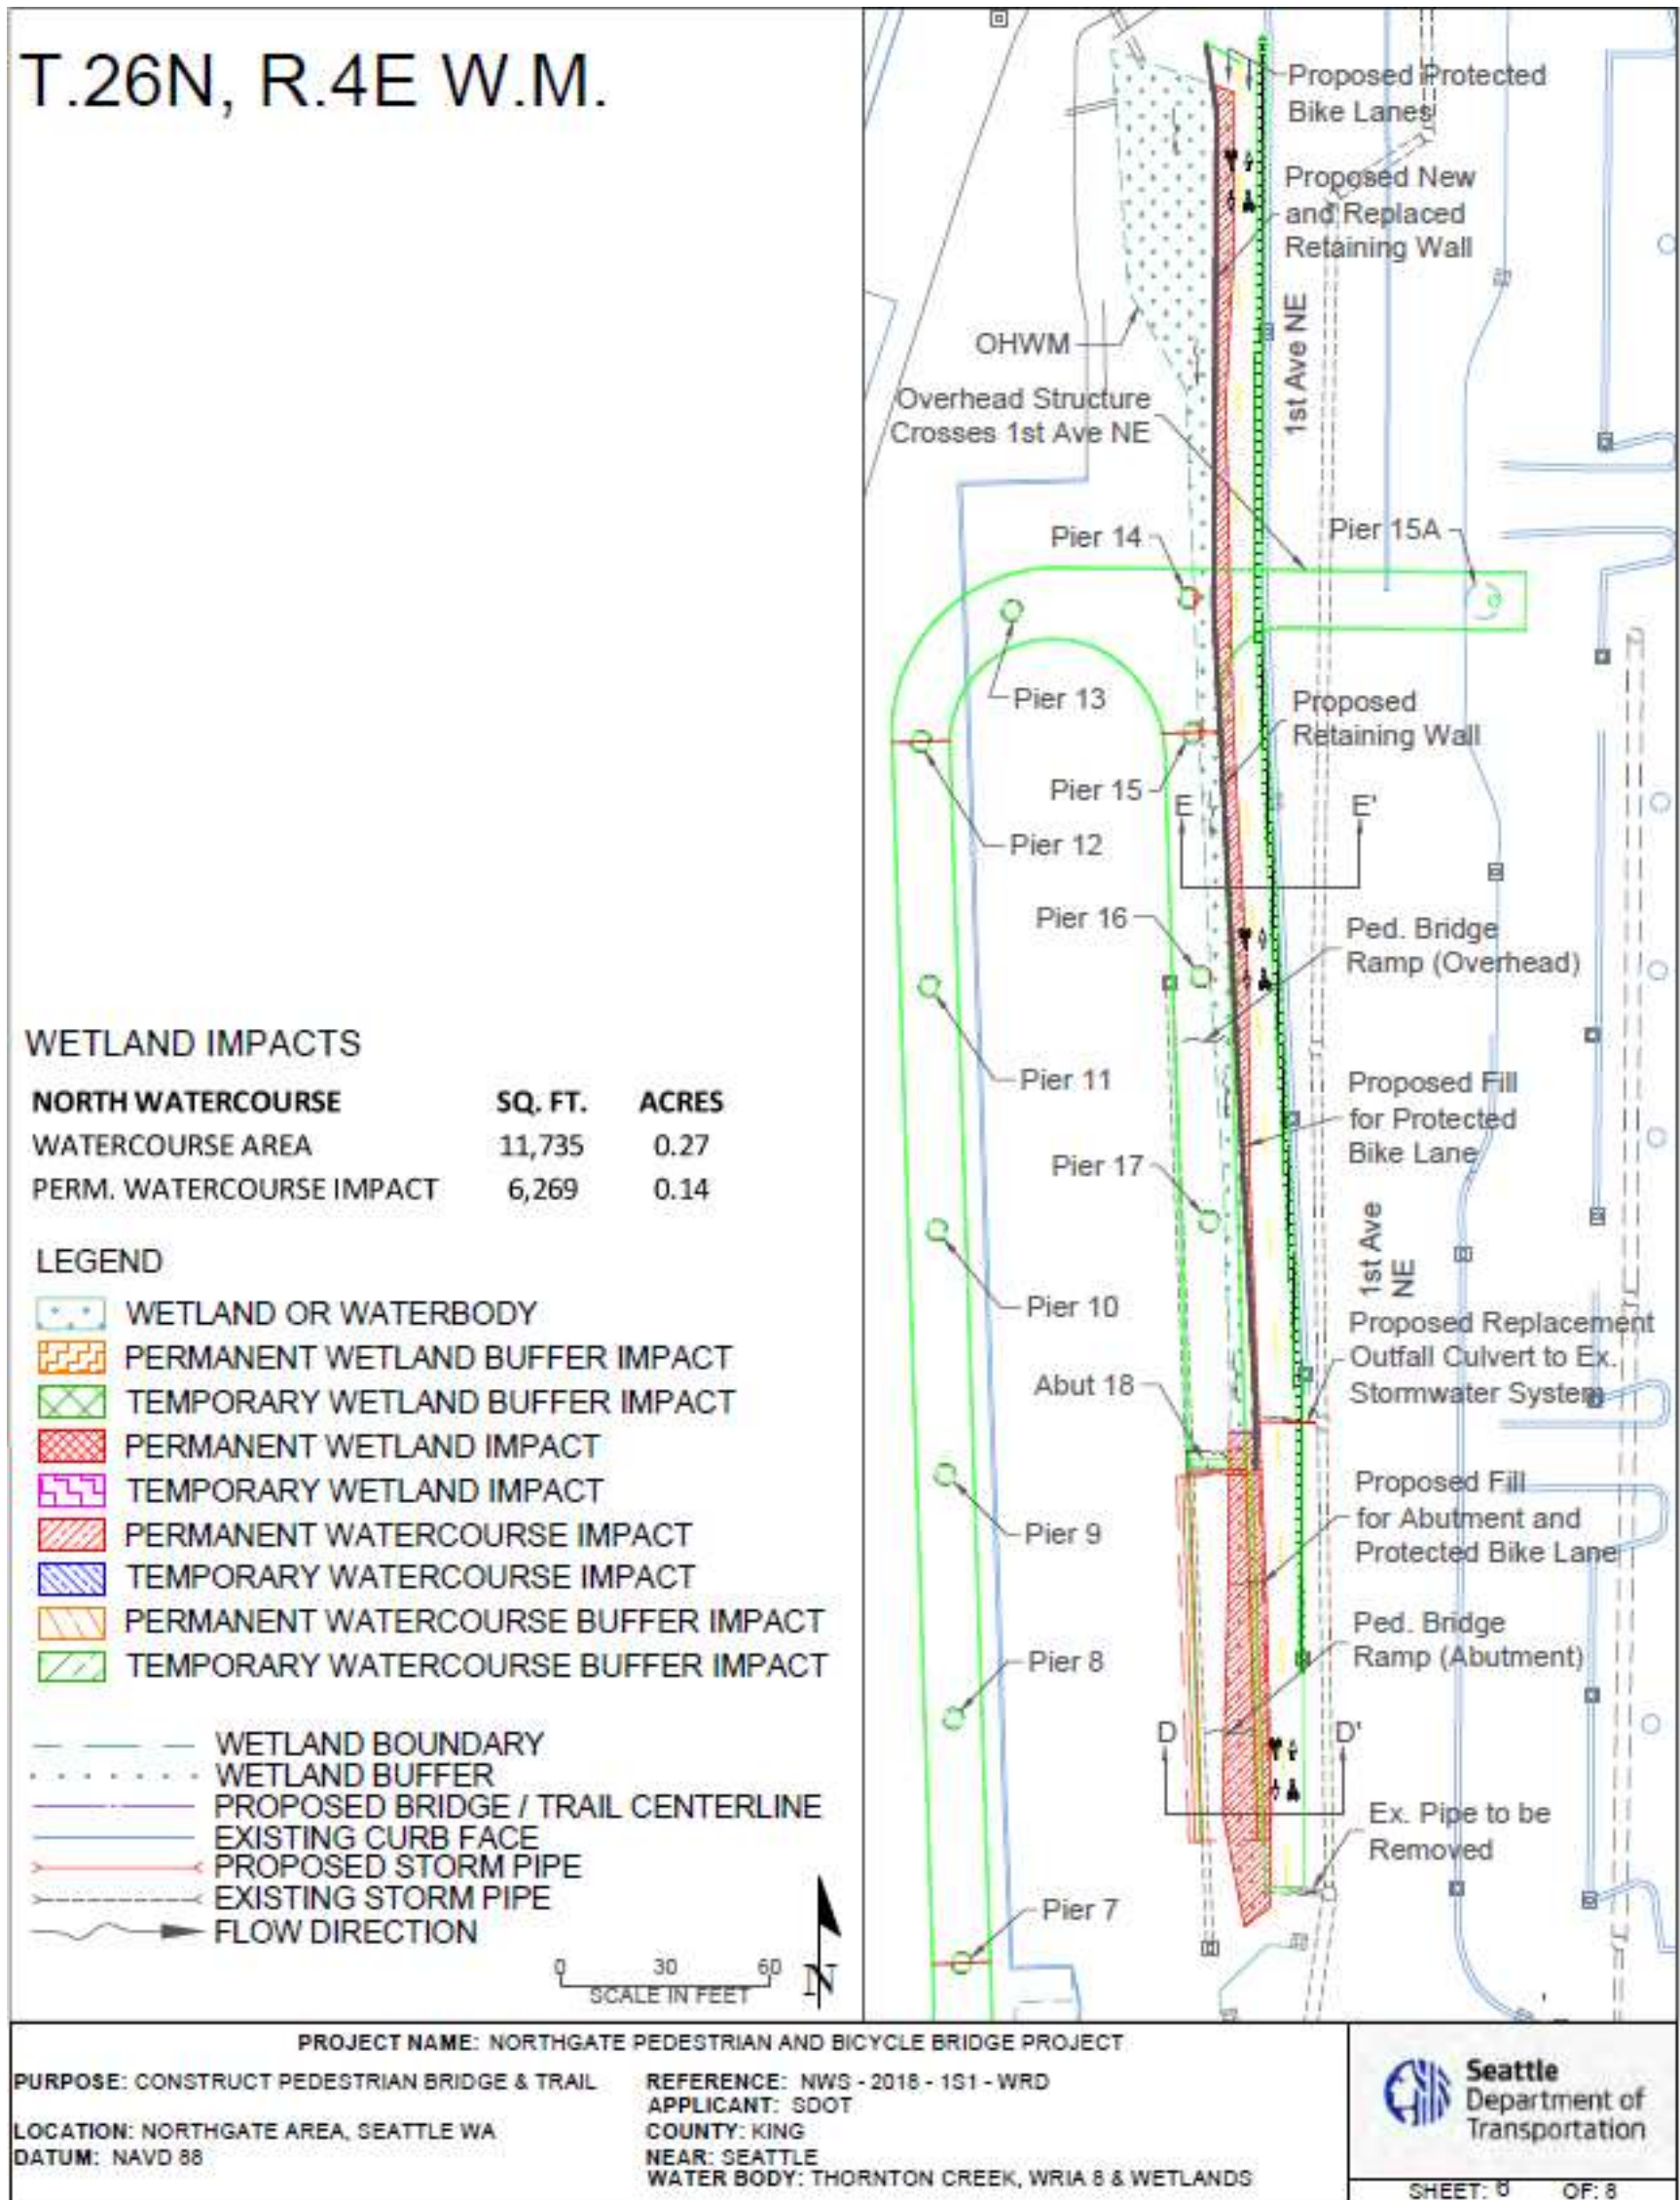 T.26N, R.4E W.M.
WETLAND IMPACTS
NORTH WATERCOURSE SQ. FT. ACRES
WATERCOURSE AREA 11,735 0.27
PERM. WATERCOURSE IMPACT 6,269 0.14
LEGEND
WETLAND OR WATERBODY
PERMANENT WETLAND BUFFER IMPACT
TEMPORARY WETLAND BUFFER IMPACT
PERMANENT WETLAND IMPACT
TEMPORARY WETLAND IMPACT
PERMANENT WATERCOURSE IMPACT
TEMPORARY WATERCOURSE IMPACT
PERMANENT WATERCOURSE BUFFER IMPACT
TEMPORARY WATERCOURSE BUFFER IMPACT
WETLAND BOUNDARY
WETLAND BUFFER
PROPOSED BRIDGE / TRAIL CENTERLINE
EXISTING CURB FACE
PROPOSED STORM PIPE
EXISTING STORM PIPE
FLOW DIRECTION
0 30 60
SCALE IN FEET
N
Proposed Protected
Bike Lanes
Proposed New
and Replaced
Retaining Wall
1st Ave NE
OHWM
Overhead Structure
Crosses 1st Ave NE
Pier 14
Pier 15A
Pier 13
Proposed
Retaining Wall
Pier 15
E E'
Pier 12
Pier 16
Ped. Bridge
Ramp (Overhead)
Pier 11
Proposed Fill
for Protected
Bike Lane
Pier 17
1st Ave
NE
Pier 10
Proposed Replacement
Outfall Culvert to Ex.
Stormwater System
Abut 18
Proposed Fill
for Abutment and
Protected Bike Lane
Pier 9
Ped. Bridge
Ramp (Abutment)
Pier 8
D D'
Ex. Pipe to be
Removed
Pier 7
PROJECT NAME: NORTHGATE PEDESTRIAN AND BICYCLE BRIDGE PROJECT
PURPOSE: CONSTRUCT PEDESTRIAN BRIDGE & TRAIL
LOCATION: NORTHGATE AREA, SEATTLE WA
DATUM: NAVD 88
REFERENCE: NWS - 2018 - 1S1 - WRD
APPLICANT: SDOT
COUNTY: KING
NEAR: SEATTLE
WATER BODY: THORNTON CREEK, WRIA 8 & WETLANDS
Seattle
Department of
Transportation
SHEET: OF: 8